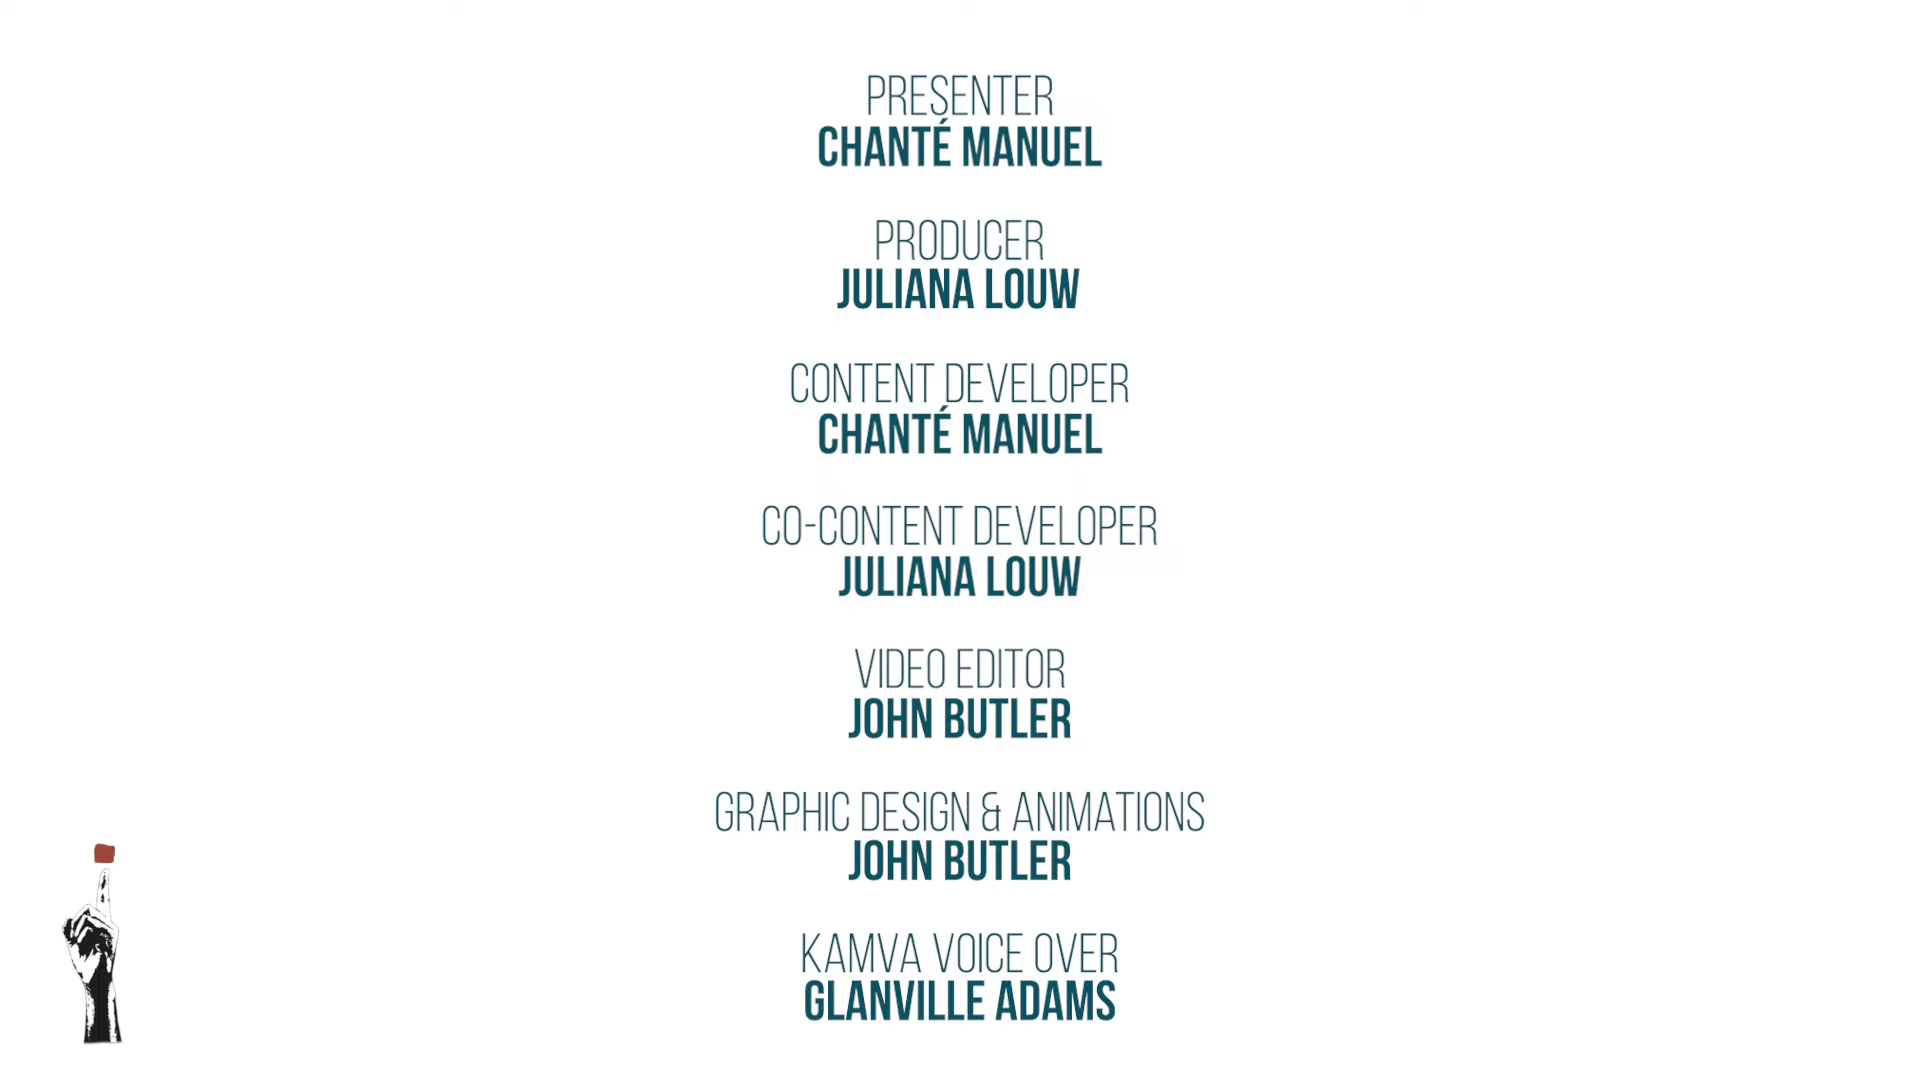 PRESENTER
CHANTÉ MANUEL
PRODUCER
JULIANA LOUW
CONTENT DEVELOPER
CHANTÉ MANUEL
CO-CONTENT DEVELOPER
JULIANA LOUW
VIDEO EDITOR
JOHN BUTLER
GRAPHIC DESIGN & ANIMATIONS
JOHN BUTLER
KAMVA VOICE OVER
GLANVILLE ADAMS